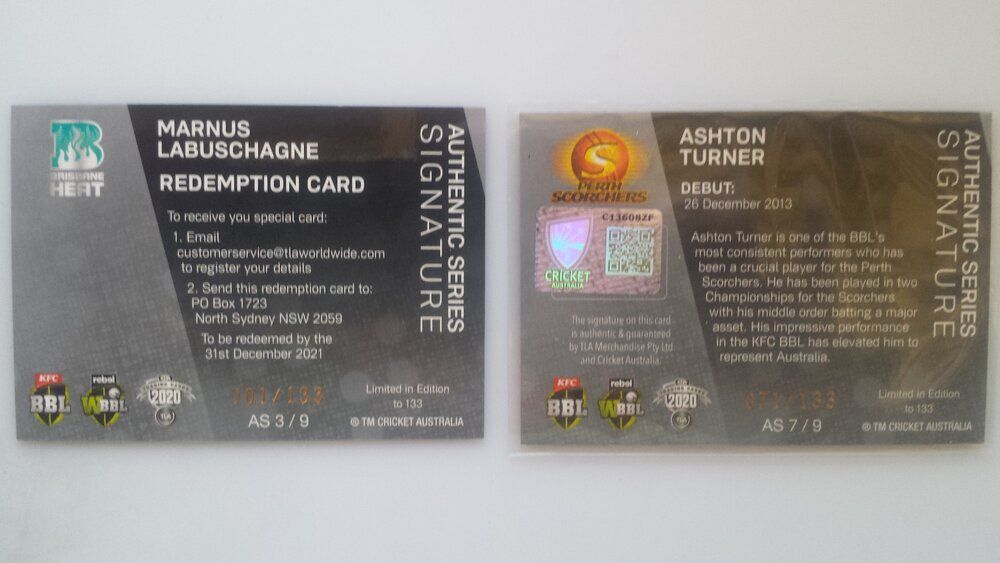 BRISBANE
HEAT
MARNUS
LABUSCHAGNE
REDEMPTION CARD
To receive you special card:
1. Email
customerservice@tlaworldwide.com
to register your details
2. Send this redemption card to:
PO Box 1723
North Sydney NSW 2059
To be redeemed by the
31st December 2021
AUTHENTIC SERIES
SIGNATURE
KFC
BBL
rebel
WBBL
2020
TLA
001/133
AS 3 / 9
Limited in Edition
to 133
© TM CRICKET AUSTRALIA
S
PERTH
SCORCHERS
C13608ZF
CRICKET
AUSTRALIA
The signature on this card
is authentic & guaranteed
by TLA Merchandise Pty Ltd
and Cricket Australia.
ASHTON
TURNER
DEBUT:
26 December 2013
Ashton Turner is one of the BBL's
most consistent performers who has
been a crucial player for the Perth
Scorchers. He has been played in two
Championships for the Scorchers
with his middle order batting a major
asset. His impressive performance
in the KFC BBL has elevated him to
represent Australia.
AUTHENTIC SERIES
SIGNATURE
KFC
BBL
rebel
WBBL
2020
TLA
AS 7 / 9
Limited in Edition
to 133
© TM CRICKET AUSTRALIA